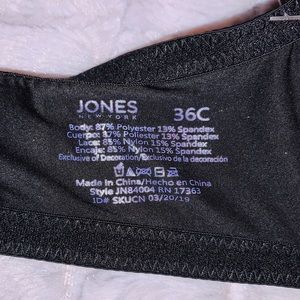 JONES
NEW YORK
36C
Body: 87% Polyester 13% Spandex
Cuerpo: 87% Poliester 13% Spandex
Lace: 85% Nylon 15% Spandex
Encaje: 85% Nylon 15% Spandex
Exclusive of Decoration/Exclusivo de la decoración
Made in China/Hecho en China
Style JN84004 RN 17363
ID# SKUCN 03/20/19